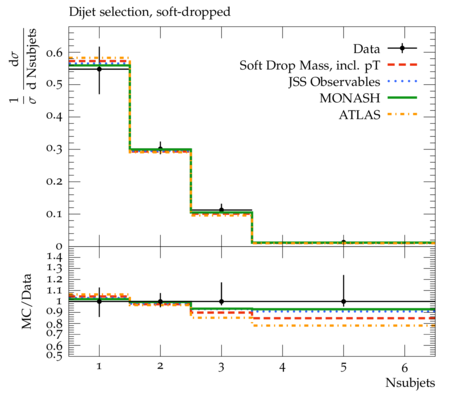 Dijet selection, soft-dropped
1/σ dσ/d Nsubjets
Data
Soft Drop Mass, incl. pT
JSS Observables
MONASH
ATLAS
0.6
0.5
0.4
0.3
0.2
0.1
0
MC/Data
1.4
1.3
1.2
1.1
1.0
0.9
0.8
0.7
0.6
0.5
1 2 3 4 5 6
Nsubjets